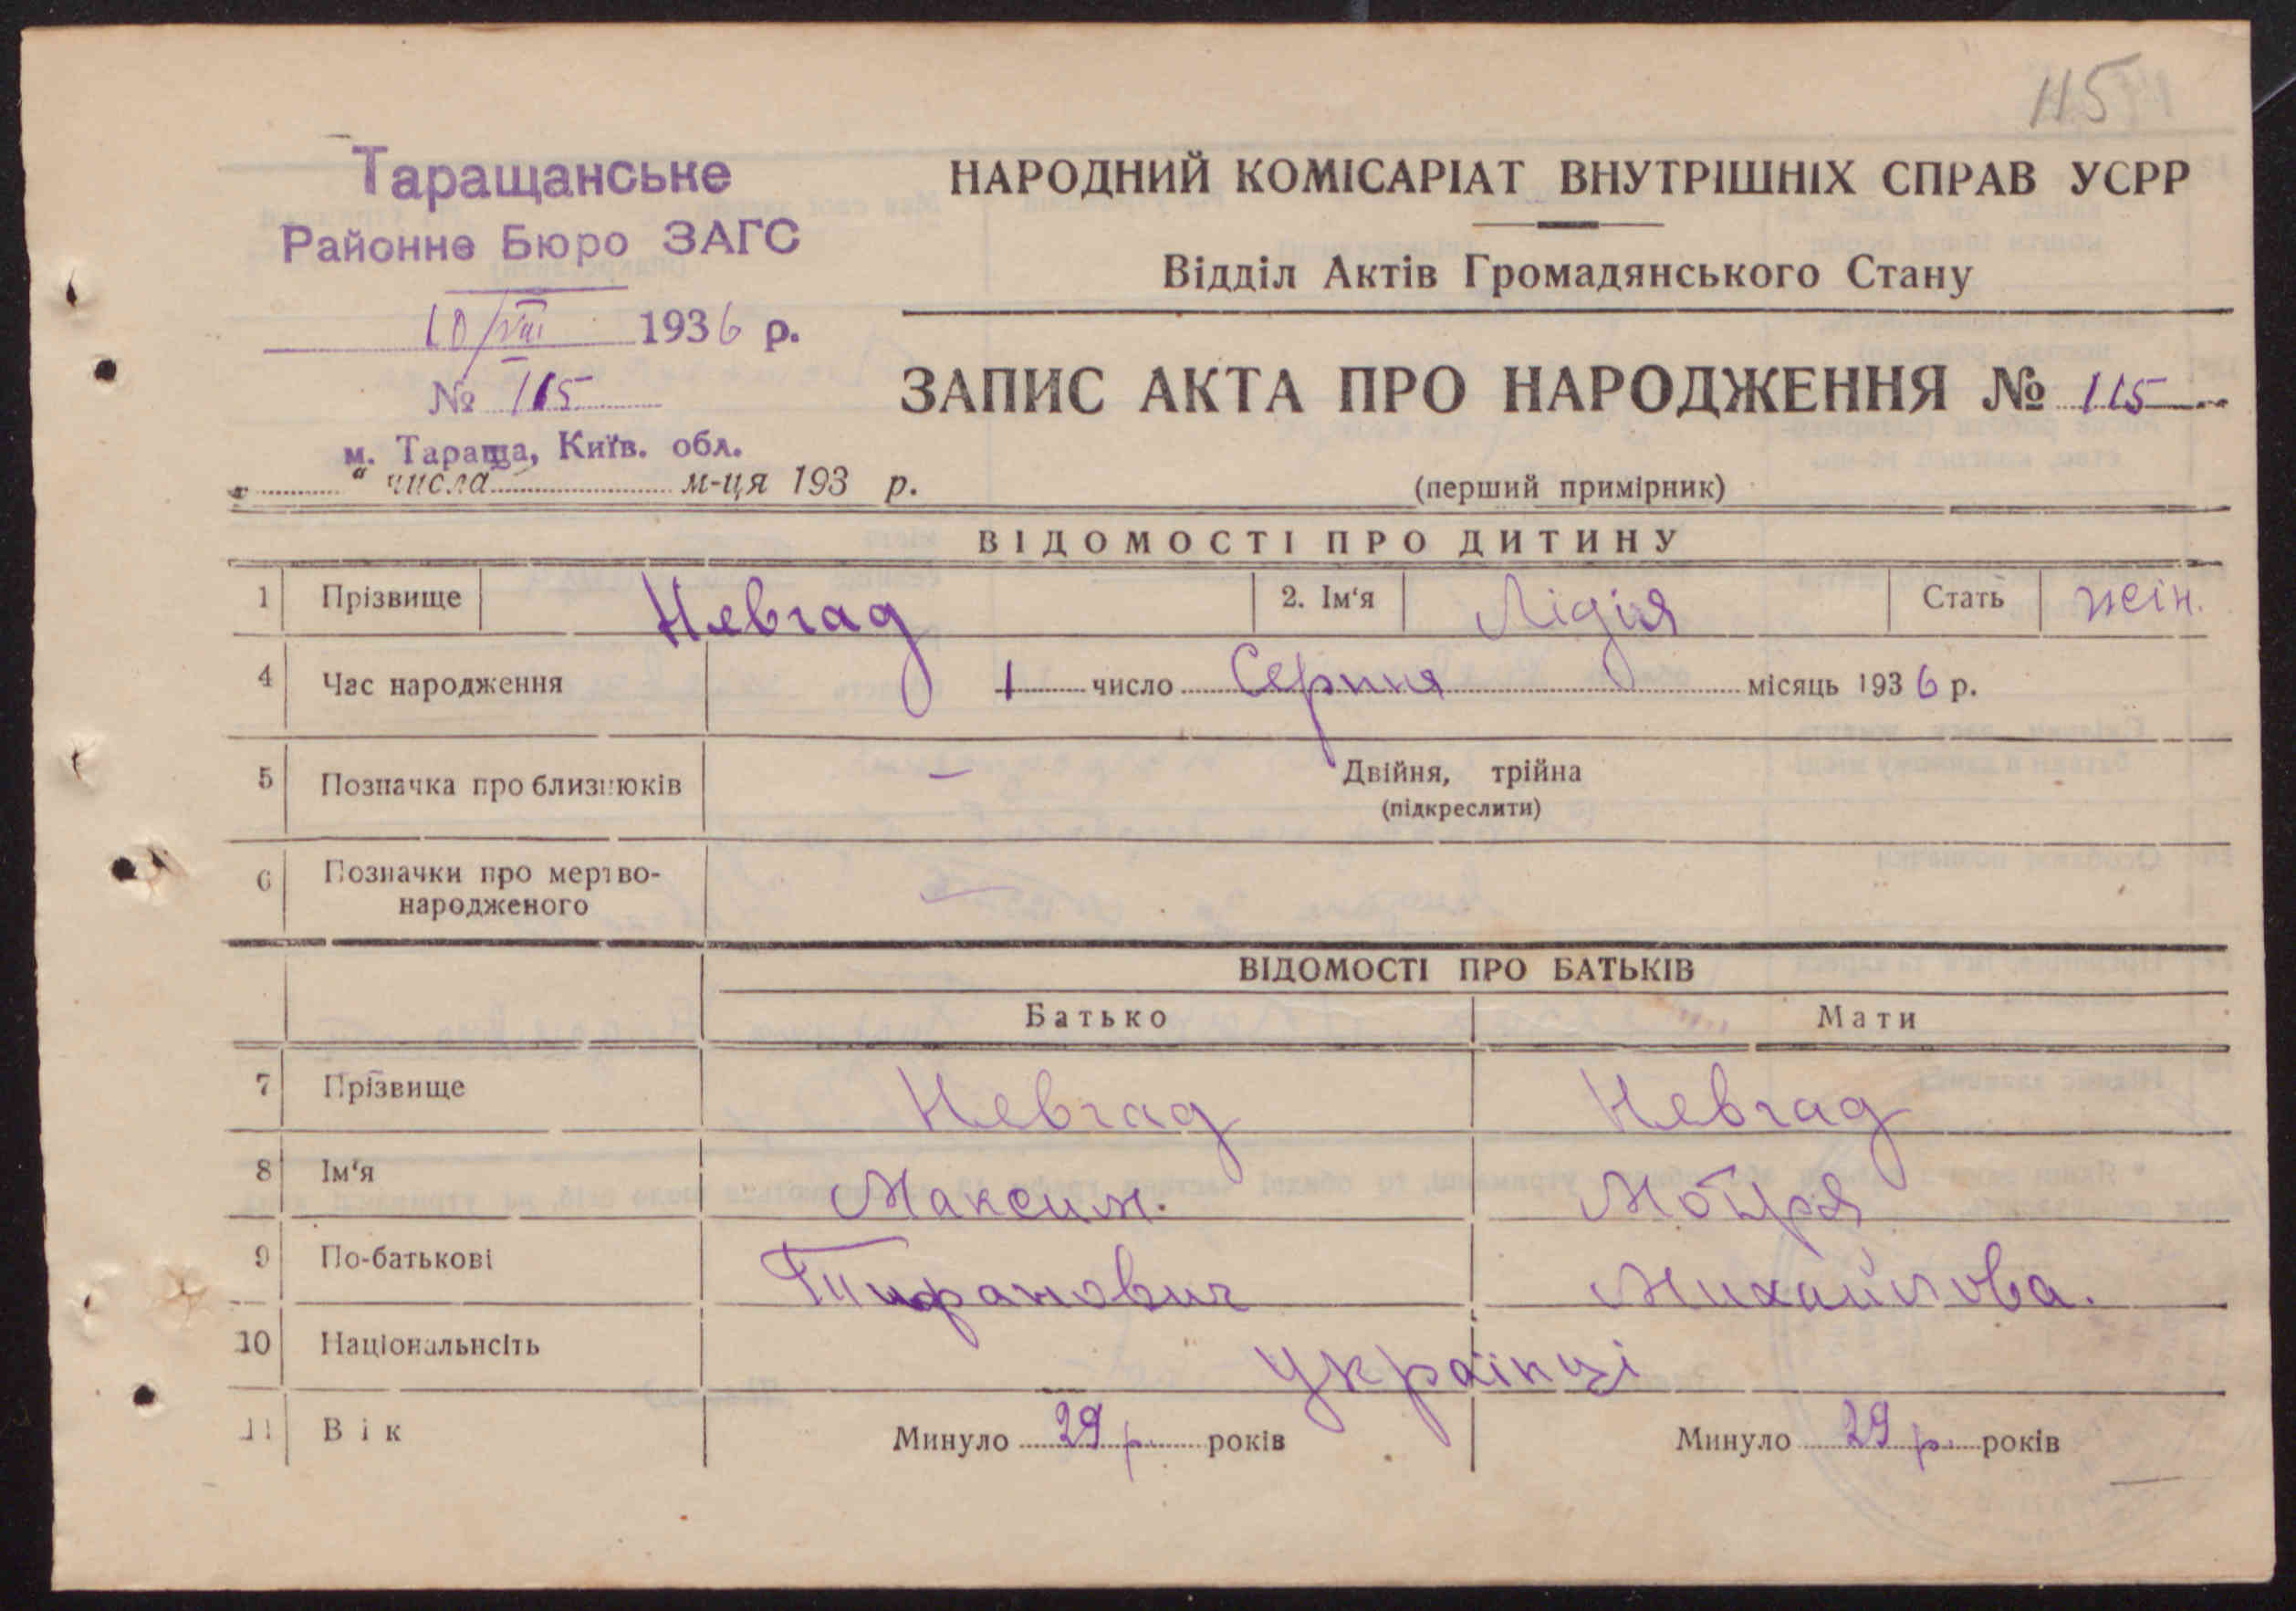 115
Таращанське
Районне Бюро ЗАГС
10/VIII 1936 р.
№ 115
м. Тараща, Київ. обл.
" числа м-ця 193 р.
НАРОДНИЙ КОМІСАРІАТ ВНУТРІШНІХ СПРАВ УСРР
Відділ Актів Громадянського Стану
ЗАПИС АКТА ПРО НАРОДЖЕННЯ № 115
(перший примірник)
ВІДОМОСТІ ПРО ДИТИНУ
1 Прізвище Невгад 2. Ім'я Лідія Стать жін.
4 Час народження 1 число Серпня місяць 1936 р.
5 Позначка про близнюків – Двійня, трійна
(підкреслити)
6 Позначки про мертво-
народженого –
ВІДОМОСТІ ПРО БАТЬКІВ
Батько Мати
7 Прізвище Невгад Невгад
8 Ім'я Максим. Мотря
9 По-батькові Михайлова.
10 Національнсіть Українці
11 Вік Минуло 29 р. років Минуло 29 р. років